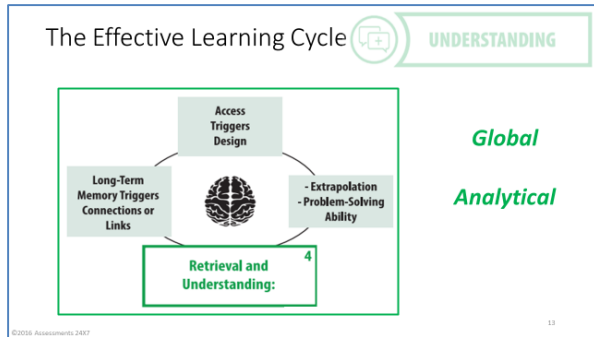 The Effective Learning Cycle
UNDERSTANDING
Access
Triggers
Design
Long-Term
Memory Triggers
Connections or
Links
- Extrapolation
- Problem-Solving
Ability
4
Retrieval and
Understanding:
Global
Analytical
©2016 Assessments 24X7
13